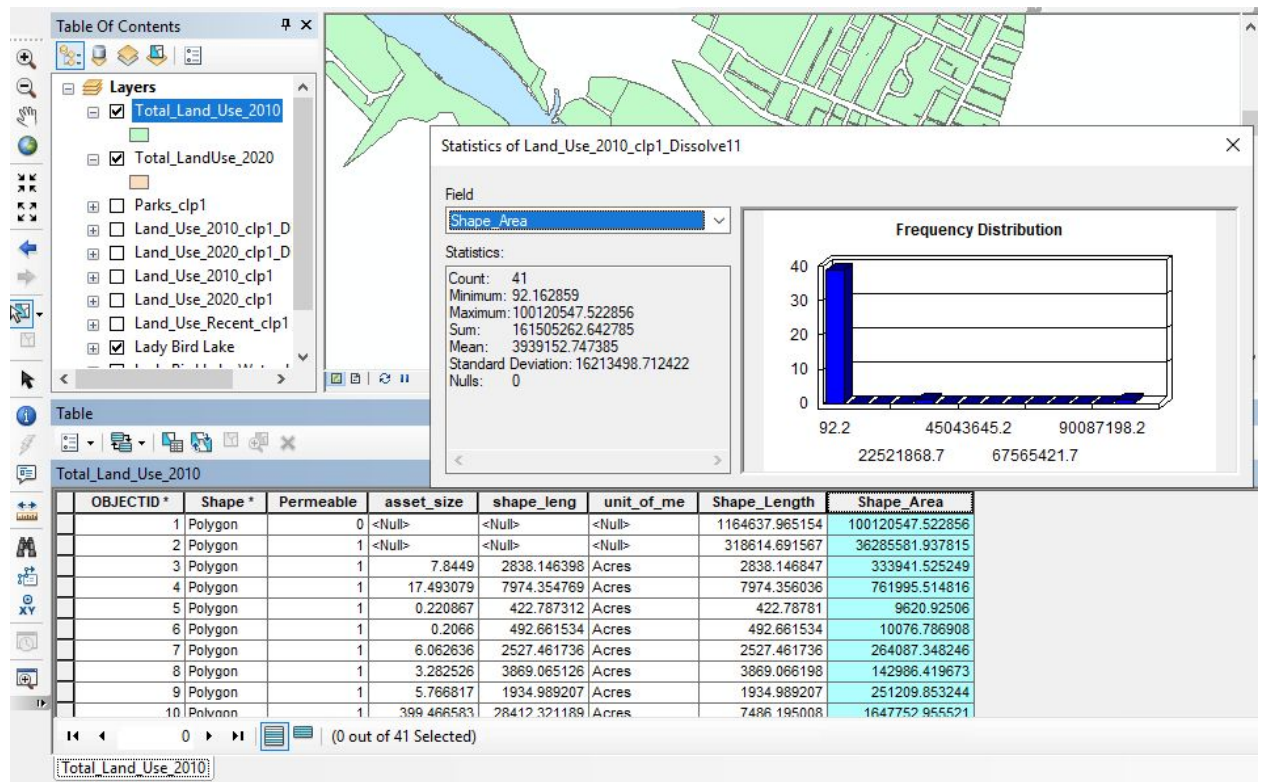 Table Of Contents
Layers
Total_Land_Use_2010
Total_LandUse_2020
Parks_clp1
Land_Use_2010_clp1_D
Land_Use_2020_clp1_D
Land_Use_2010_clp1
Land_Use_2020_clp1
Land_Use_Recent_clp1
Lady Bird Lake
Statistics of Land_Use_2010_clp1_Dissolve11
Field
Shape_Area
Statistics:
Count: 41
Minimum: 92.162859
Maximum: 100120547.522856
Sum: 161505262.642785
Mean: 3939152.747385
Standard Deviation: 16213498.712422
Nulls: 0
Frequency Distribution
40
30
20
10
0
92.2 45043645.2 90087198.2
22521868.7 67565421.7
Table
Total_Land_Use_2010
OBJECTID * Shape * Permeable asset_size shape_leng unit_of_me Shape_Length Shape_Area
1 Polygon 0 <Null> <Null> <Null> 1164637.965154 100120547.522856
2 Polygon 1 <Null> <Null> <Null> 318614.691567 36285581.937815
3 Polygon 1 7.8449 2838.146398 Acres 2838.146847 333941.525249
4 Polygon 1 17.493079 7974.354769 Acres 7974.356036 761995.514816
5 Polygon 1 0.220867 422.787312 Acres 422.78781 9620.92506
6 Polygon 1 0.2066 492.661534 Acres 492.661534 10076.786908
7 Polygon 1 6.062636 2527.461736 Acres 2527.461736 264087.348246
8 Polygon 1 3.282526 3869.065126 Acres 3869.066198 142986.419673
9 Polygon 1 5.766817 1934.989207 Acres 1934.989207 251209.853244
10 Polygon 1 399.466583 28412.321189 Acres 7486.195008 1647752.955521
0 (0 out of 41 Selected)
Total_Land_Use_2010